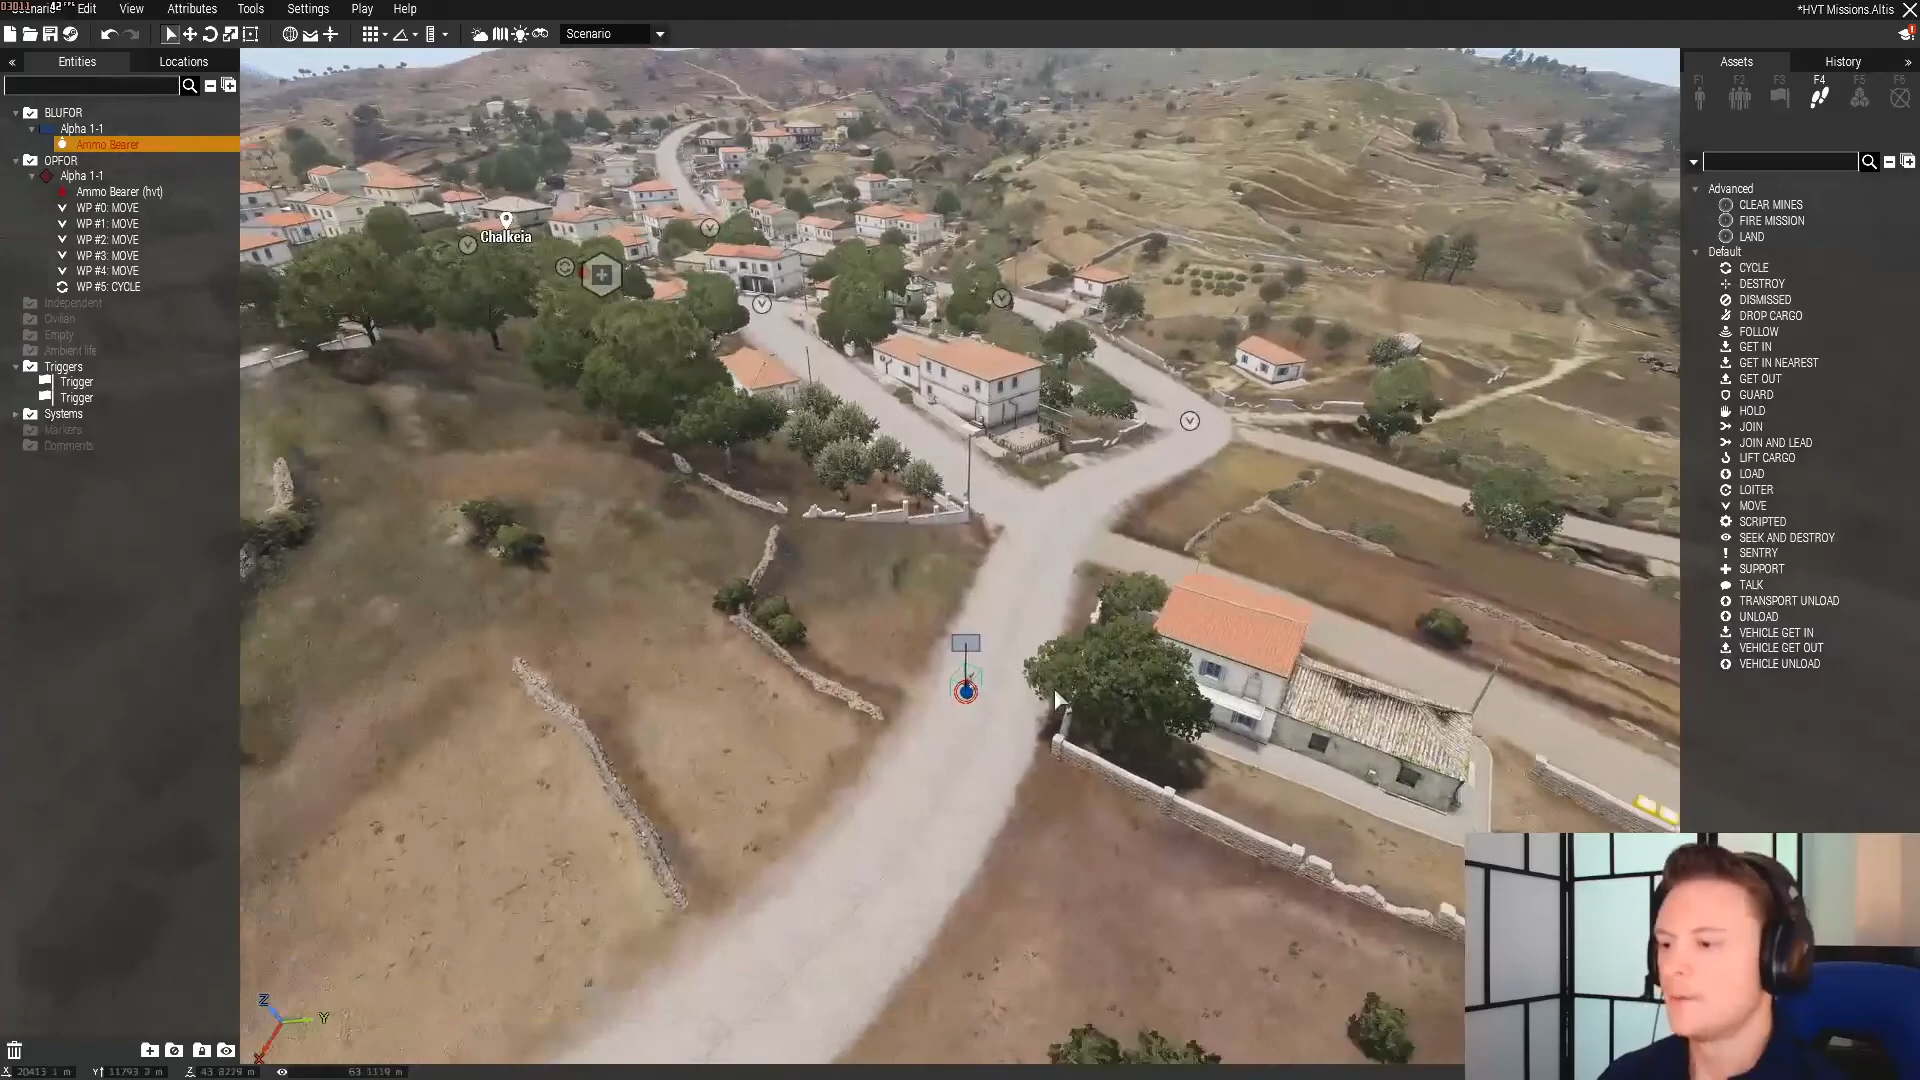 Edit
View
Attributes
Tools
Settings
Play
Help
*HVT Missions.Altis
Scenario
Entities
Locations
BLUFOR
Alpha 1-1
Ammo Bearer
OPFOR
Alpha 1-1
Ammo Bearer (hvt)
WP #0: MOVE
WP #1: MOVE
WP #2: MOVE
WP #3: MOVE
WP #4: MOVE
WP #5: CYCLE
Independent
Civilian
Empty
Ambient life
Triggers
Trigger
Trigger
Systems
Markers
Comments
Chalkeia
Z
Y
X
Assets
History
F1
F2
F3
F4
F5
F6
Advanced
CLEAR MINES
FIRE MISSION
LAND
Default
CYCLE
DESTROY
DISMISSED
DROP CARGO
FOLLOW
GET IN
GET IN NEAREST
GET OUT
GUARD
HOLD
JOIN
JOIN AND LEAD
LIFT CARGO
LOAD
LOITER
MOVE
SCRIPTED
SEEK AND DESTROY
SENTRY
SUPPORT
TALK
TRANSPORT UNLOAD
UNLOAD
VEHICLE GET IN
VEHICLE GET OUT
VEHICLE UNLOAD